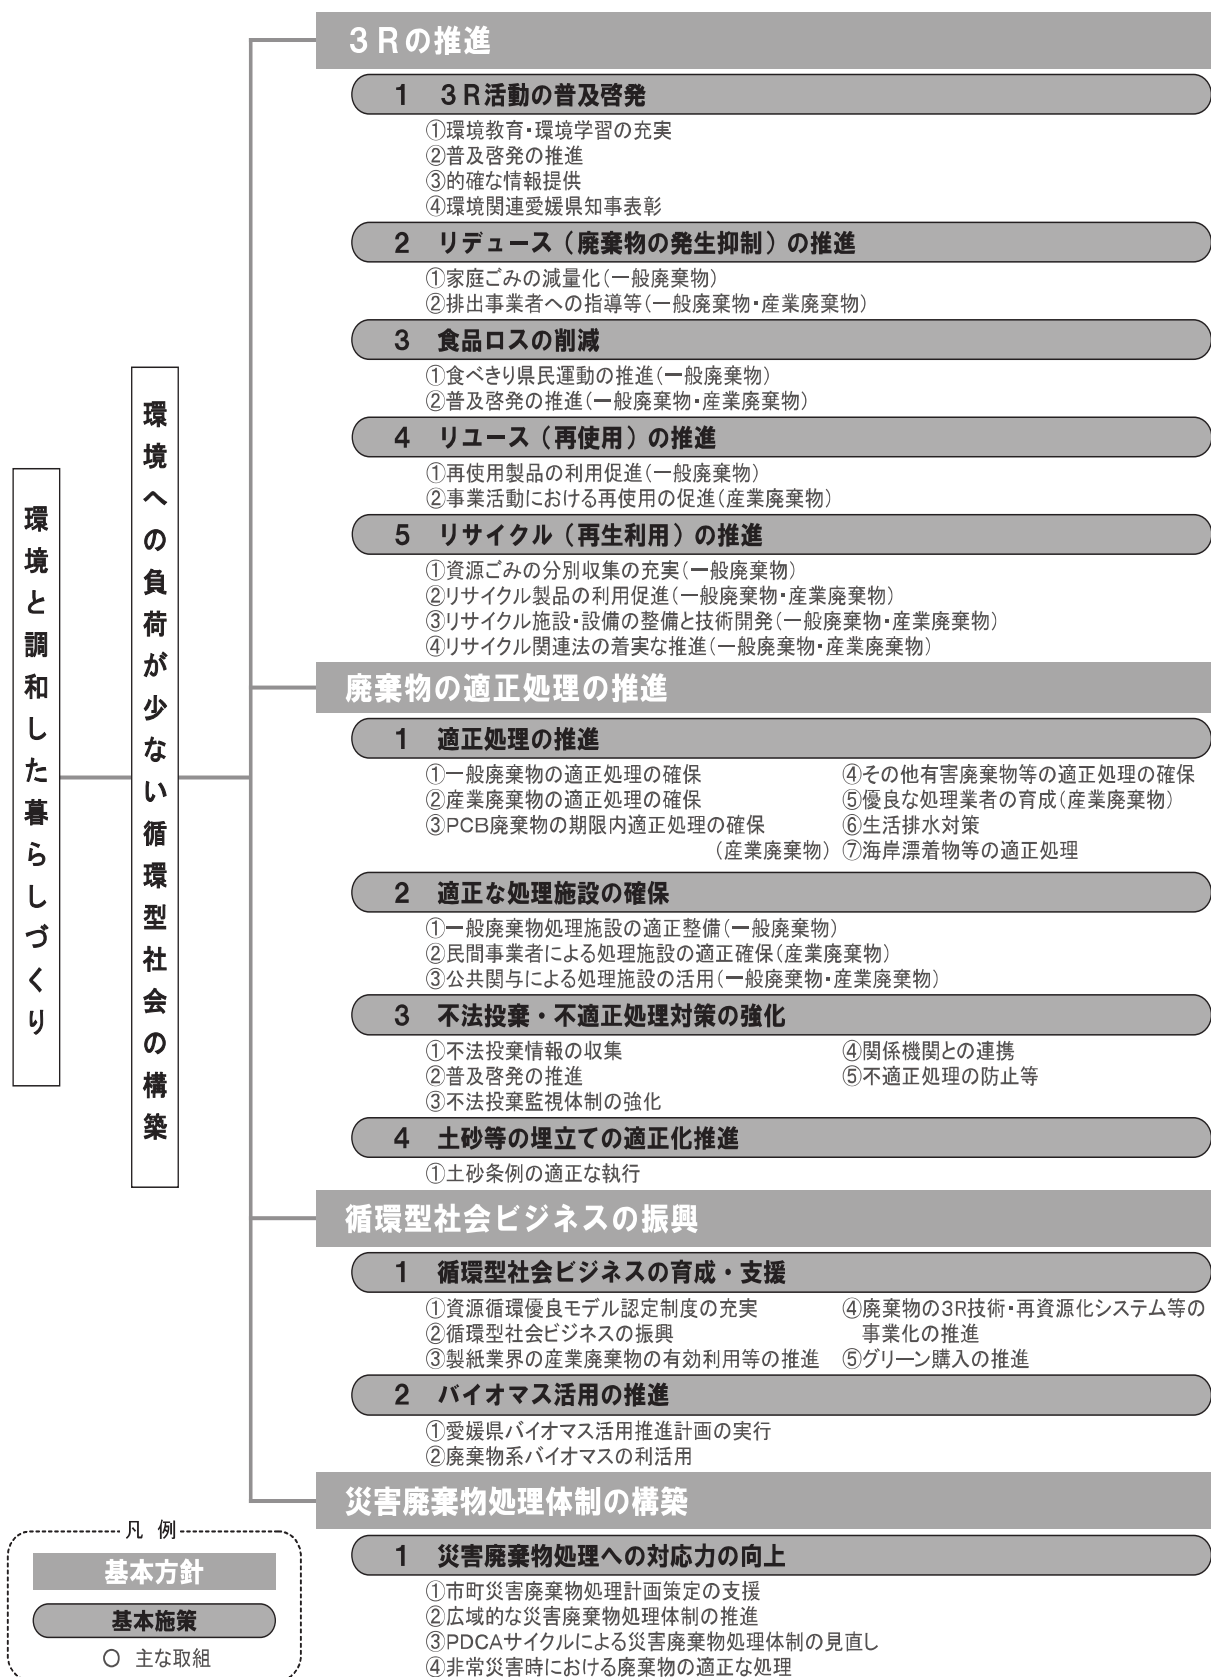 環境と調和した暮らしづくり
環境への負荷が少ない循環型社会の構築
3Rの推進
1 3R活動の普及啓発
①環境教育・環境学習の充実
②普及啓発の推進
③的確な情報提供
④環境関連愛媛県知事表彰
2 リデュース（廃棄物の発生抑制）の推進
①家庭ごみの減量化(一般廃棄物)
②排出事業者への指導等(一般廃棄物・産業廃棄物)
3 食品ロスの削減
①食べきり県民運動の推進(一般廃棄物)
②普及啓発の推進(一般廃棄物・産業廃棄物)
4 リユース（再使用）の推進
①再使用製品の利用促進(一般廃棄物)
②事業活動における再使用の促進(産業廃棄物)
5 リサイクル（再生利用）の推進
①資源ごみの分別収集の充実(一般廃棄物)
②リサイクル製品の利用促進(一般廃棄物・産業廃棄物)
③リサイクル施設・設備の整備と技術開発(一般廃棄物・産業廃棄物)
④リサイクル関連法の着実な推進(一般廃棄物・産業廃棄物)
廃棄物の適正処理の推進
1 適正処理の推進
①一般廃棄物の適正処理の確保
②産業廃棄物の適正処理の確保
③PCB廃棄物の期限内適正処理の確保
(産業廃棄物)
④その他有害廃棄物等の適正処理の確保
⑤優良な処理業者の育成(産業廃棄物)
⑥生活排水対策
⑦海岸漂着物等の適正処理
2 適正な処理施設の確保
①一般廃棄物処理施設の適正整備(一般廃棄物)
②民間事業者による処理施設の適正確保(産業廃棄物)
③公共関与による処理施設の活用(一般廃棄物・産業廃棄物)
3 不法投棄・不適正処理対策の強化
①不法投棄情報の収集
②普及啓発の推進
③不法投棄監視体制の強化
④関係機関との連携
⑤不適正処理の防止等
4 土砂等の埋立ての適正化推進
①土砂条例の適正な執行
循環型社会ビジネスの振興
1 循環型社会ビジネスの育成・支援
①資源循環優良モデル認定制度の充実
②循環型社会ビジネスの振興
③製紙業界の産業廃棄物の有効利用等の推進
④廃棄物の3R技術・再資源化システム等の
事業化の推進
⑤グリーン購入の推進
2 バイオマス活用の推進
①愛媛県バイオマス活用推進計画の実行
②廃棄物系バイオマスの利活用
災害廃棄物処理体制の構築
1 災害廃棄物処理への対応力の向上
①市町災害廃棄物処理計画策定の支援
②広域的な災害廃棄物処理体制の推進
③PDCAサイクルによる災害廃棄物処理体制の見直し
④非常災害時における廃棄物の適正な処理
凡 例
基本方針
基本施策
○ 主な取組